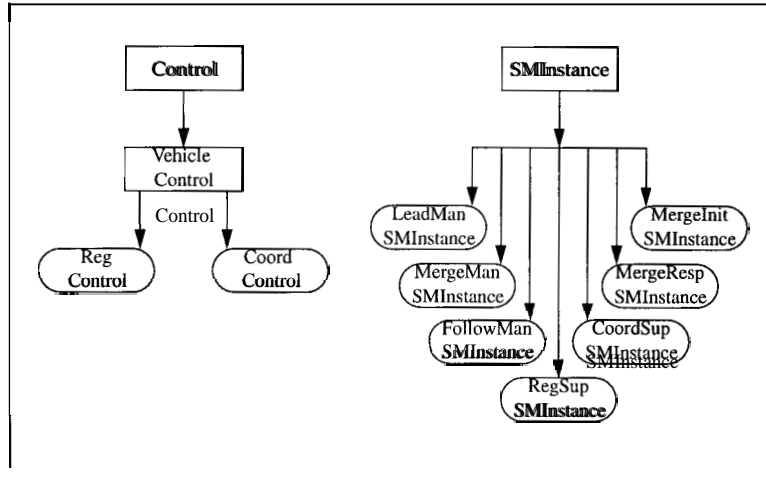 Control
Vehicle
Control
Control
Reg
Control
Coord
Control
SMInstance
LeadMan
SMInstance
MergeInit
SMInstance
MergeMan
SMInstance
MergeResp
SMInstance
FollowMan
SMInstance
CoordSup
SMInstance
SMInstance
RegSup
SMInstance